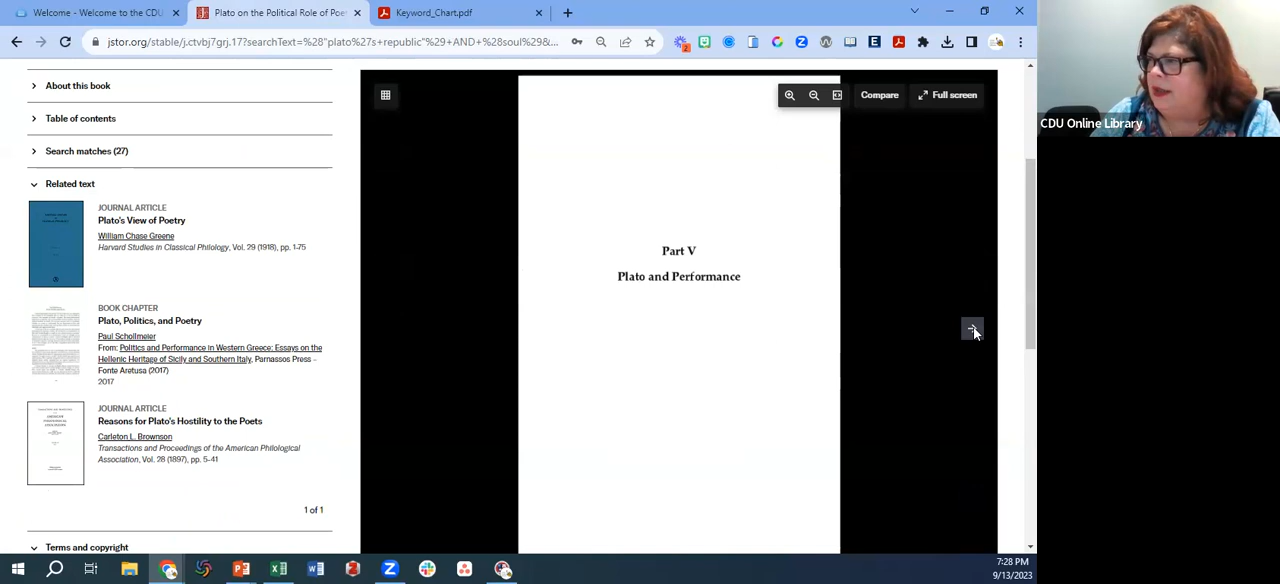 Welcome - Welcome to the CDU
Plato on the Political Role of Poe
Keyword_Chart.pdf
jstor.org/stable/j.ctvbj7grj.17?searchText=%28"plato%27s+republic"%29+AND+%28soul%29&...
About this book
Table of contents
Search matches (27)
Related text
JOURNAL ARTICLE
Plato's View of Poetry
William Chase Greene
Harvard Studies in Classical Philology, Vol. 29 (1918), pp. 1-75
BOOK CHAPTER
Plato, Politics, and Poetry
Paul Schollmeier
From: Politics and Performance in Western Greece: Essays on the
Hellenic Heritage of Sicily and Southern Italy, Parnassos Press –
Fonte Aretusa (2017)
2017
JOURNAL ARTICLE
Reasons for Plato's Hostility to the Poets
Carleton L. Brownson
Transactions and Proceedings of the American Philological
Association, Vol. 28 (1897), pp. 5-41
1 of 1
Terms and copyright
Compare
Full screen
Part V
Plato and Performance
CDU Online Library
7:28 PM
9/13/2023